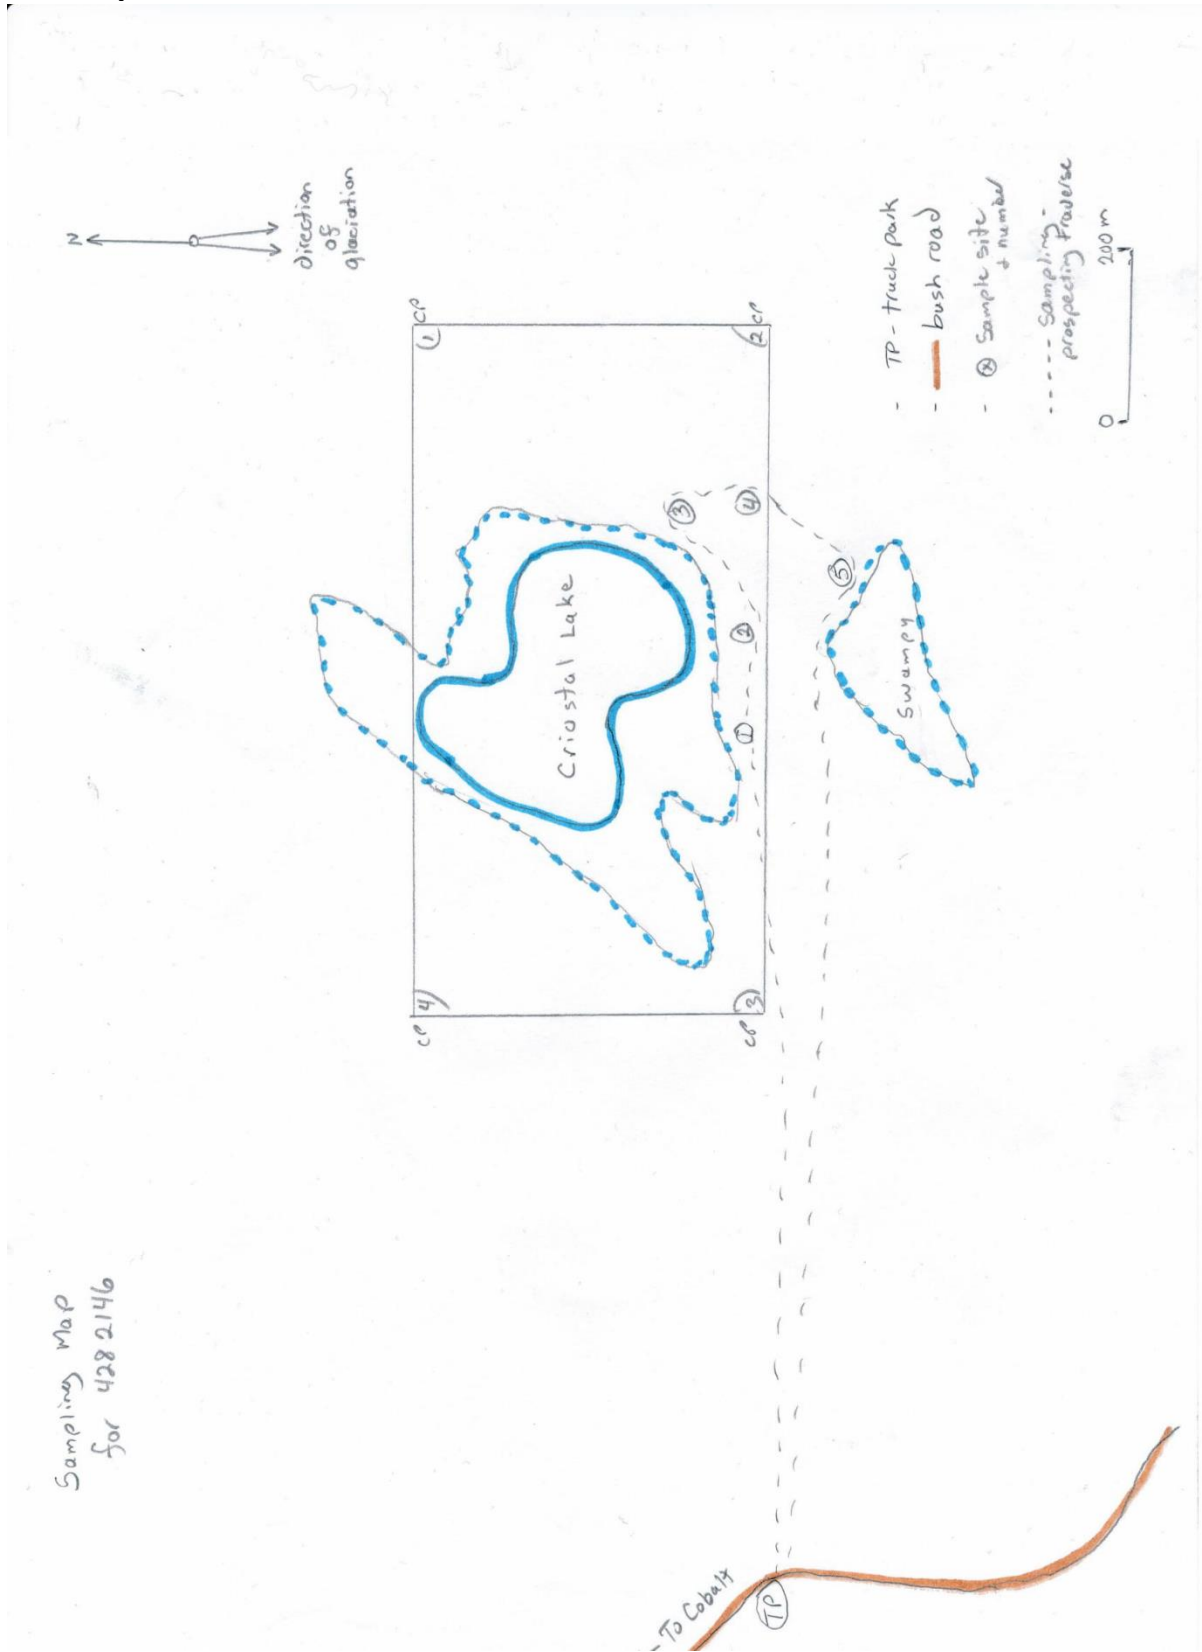 Sampling Map
for 4282146
N
direction
of
glaciation
CP
(1)
CP
(2)
CP
3)
CP
4)
Criostal Lake
①
②
③
④
⑤
Swampy
- TP - truck park
- bush road
- ⓧ Sample site
+ number
---- Sampling -
prospecting traverse
0 200m
- To Cobalt
TP